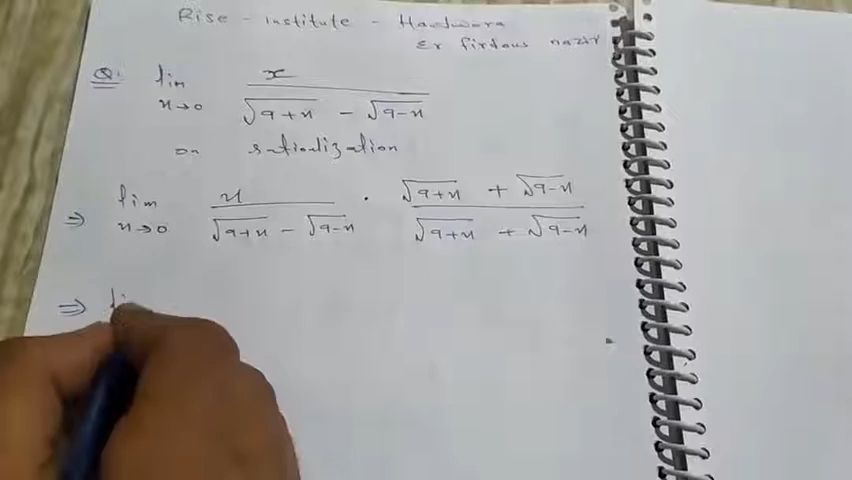 Rise - institute - Handwara
Er firdous nazir
Q: lim x→0 x / (√(9+x) - √(9-x))
on rationalization
⇒ lim x→0 x / (√(9+x) - √(9-x)) · (√(9+x) + √(9-x)) / (√(9+x) + √(9-x))
⇒ li